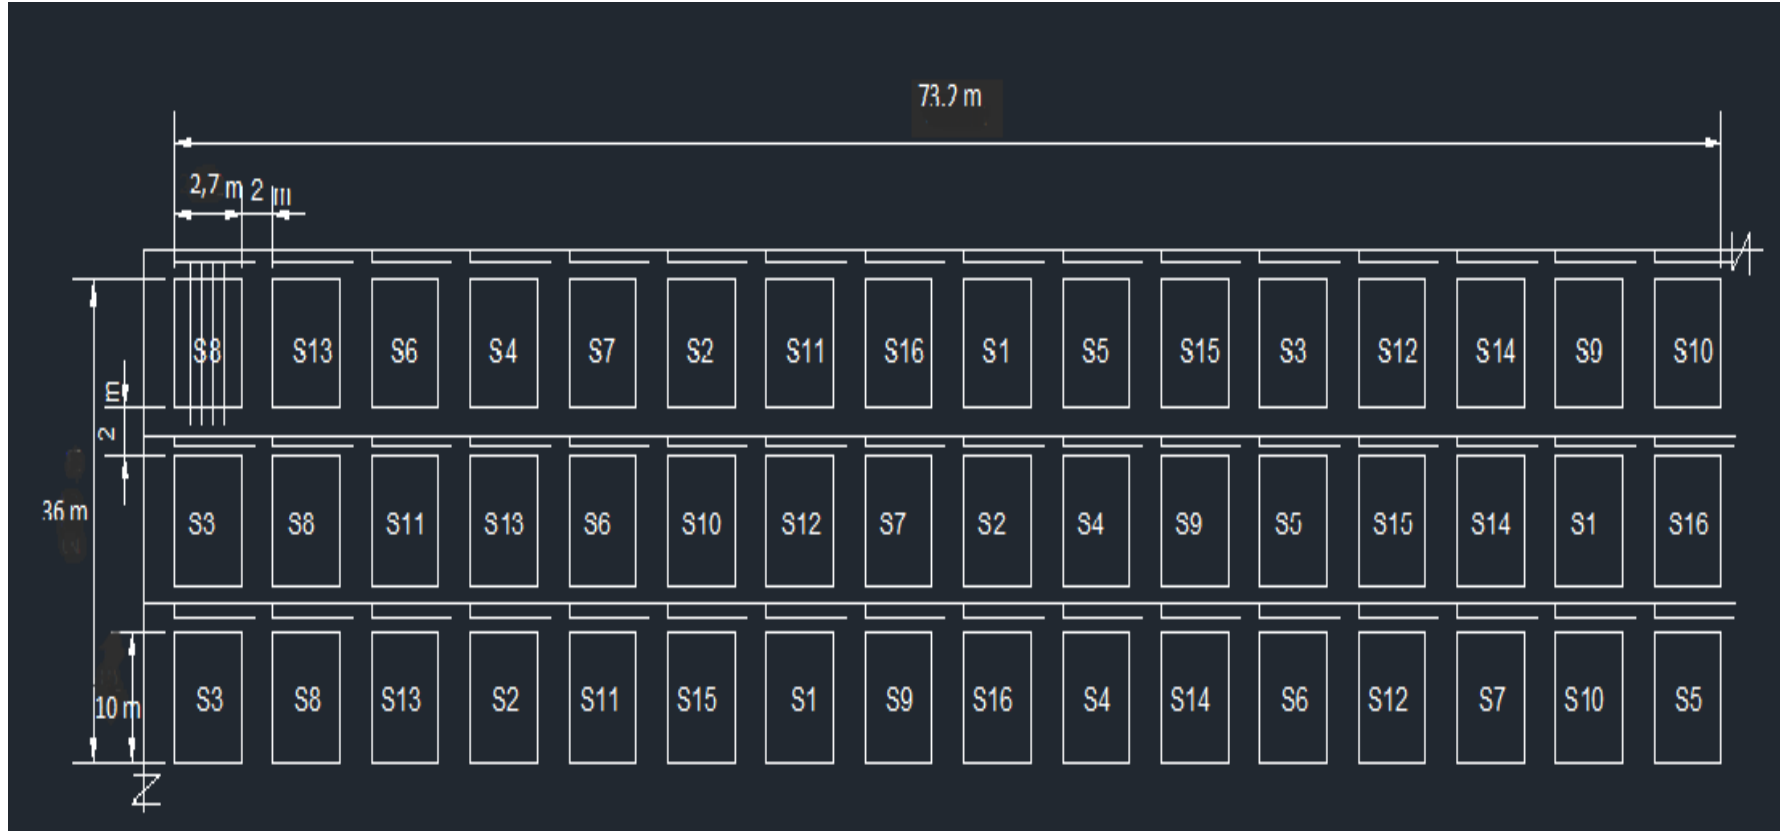 73.2 m
2,7 m 2 m
S8 S13 S6 S4 S7 S2 S11 S16 S1 S5 S15 S3 S12 S14 S9 S10
2 m
36 m
S3 S8 S11 S13 S6 S10 S12 S7 S2 S4 S9 S5 S15 S14 S1 S16
10 m
S3 S8 S13 S2 S11 S15 S1 S9 S16 S4 S14 S6 S12 S7 S10 S5